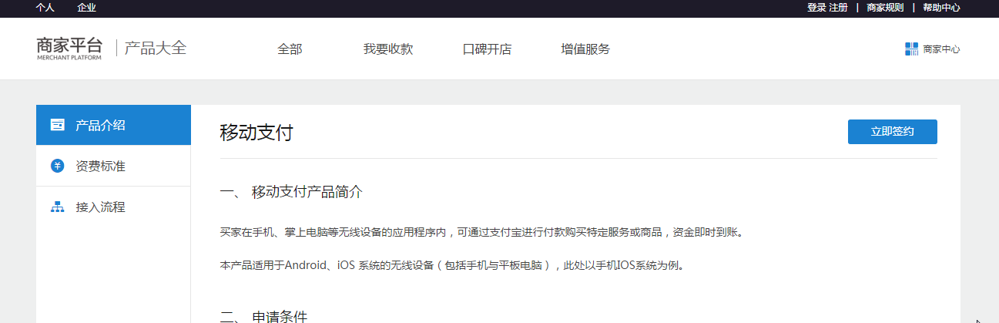 个人 企业 登录 注册 | 商家规则 | 帮助中心
商家平台 产品大全 全部 我要收款 口碑开店 增值服务 商家中心
MERCHANT PLATFORM
产品介绍 移动支付 立即签约
资费标准
一、 移动支付产品简介
接入流程
买家在手机、掌上电脑等无线设备的应用程序内，可通过支付宝进行付款购买特定服务或商品，资金即时到账。
本产品适用于Android、iOS 系统的无线设备（包括手机与平板电脑），此处以手机IOS系统为例。
二、 申请条件